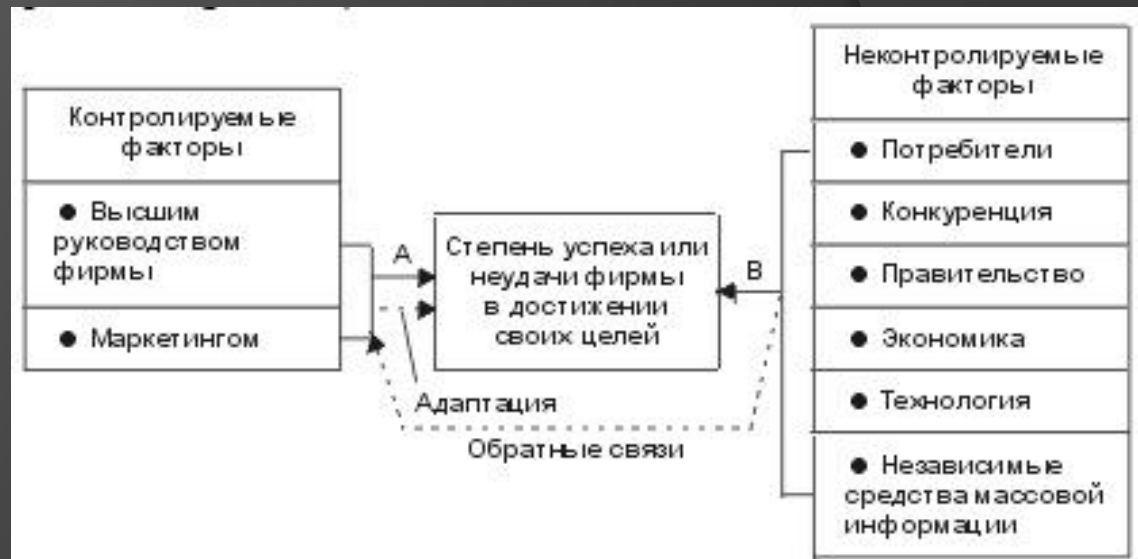 Контролируемые
факторы
● Высшим
руководством
фирмы
● Маркетингом
А
Адаптация
Степень успеха или
неудачи фирмы
в достижении
своих целей
В
Обратные связи
Неконтролируемые
факторы
● Потребители
● Конкуренция
● Правительство
● Экономика
● Технология
● Независимые
средства массовой
информации